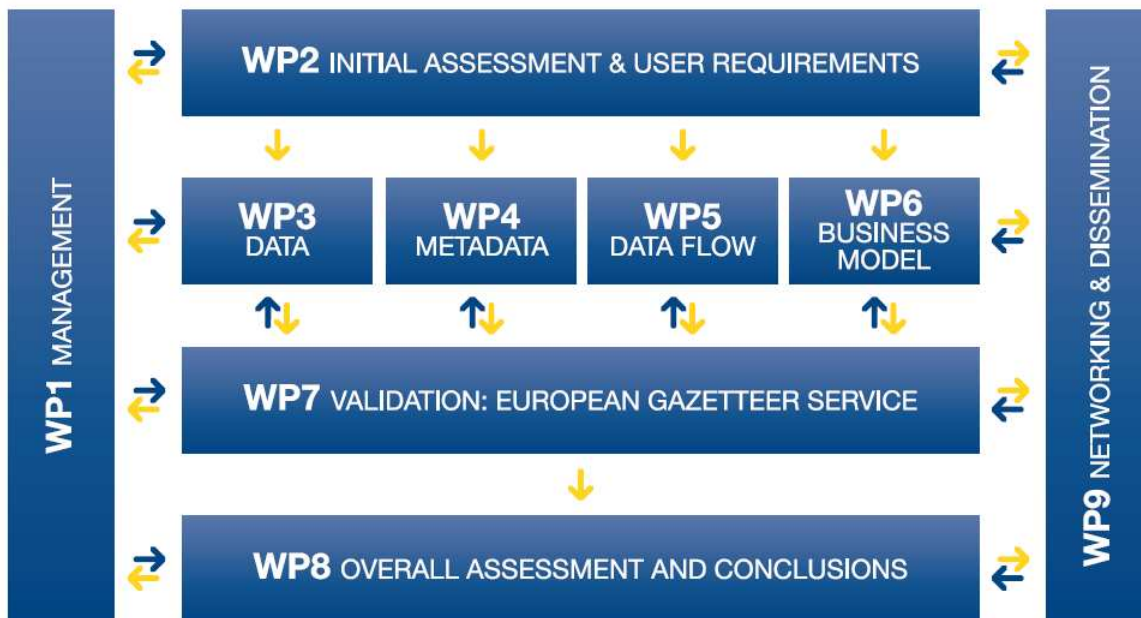 WP1 MANAGEMENT
WP2 INITIAL ASSESSMENT & USER REQUIREMENTS
WP3
DATA
WP4
METADATA
WP5
DATA FLOW
WP6
BUSINESS
MODEL
WP7 VALIDATION: EUROPEAN GAZETTEER SERVICE
WP8 OVERALL ASSESSMENT AND CONCLUSIONS
WP9 NETWORKING & DISSEMINATION